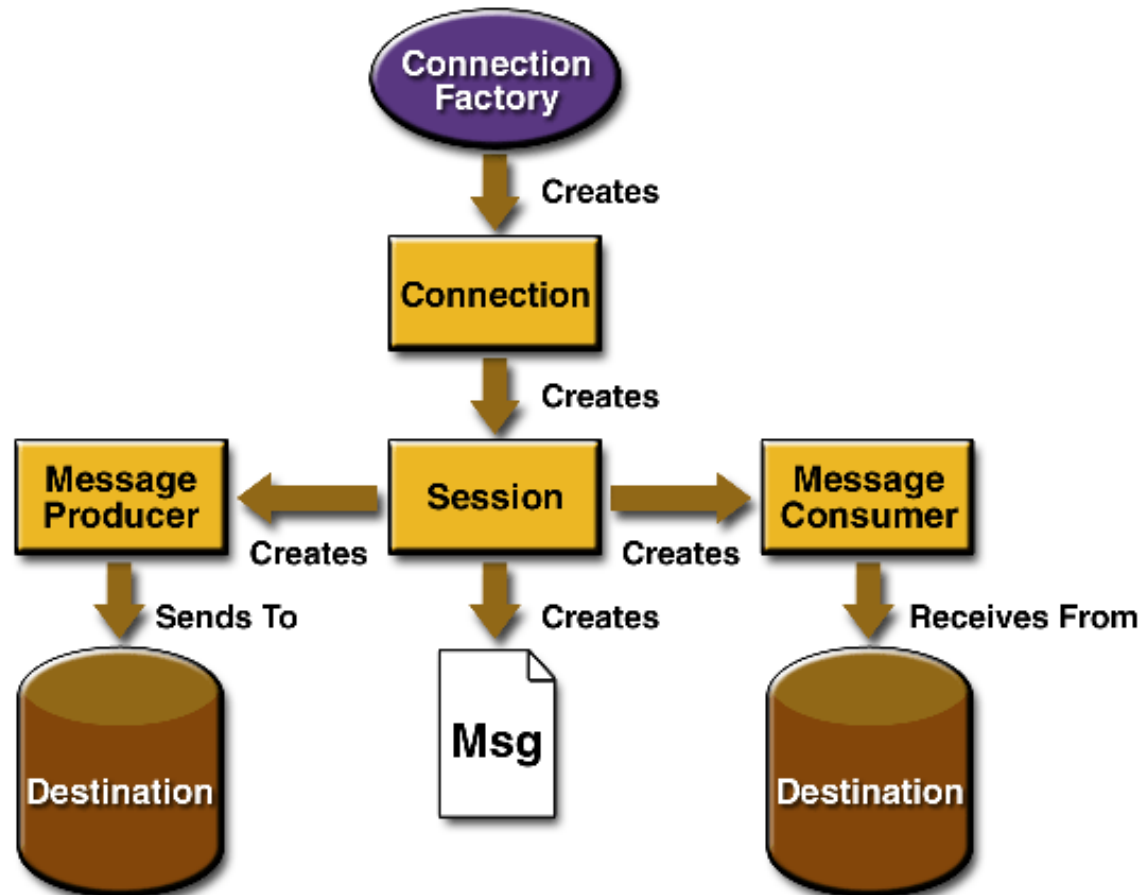 Connection
Factory
Creates
Connection
Creates
Message
Producer
Session
Message
Consumer
Creates
Creates
Sends To
Creates
Receives From
Msg
Destination
Destination